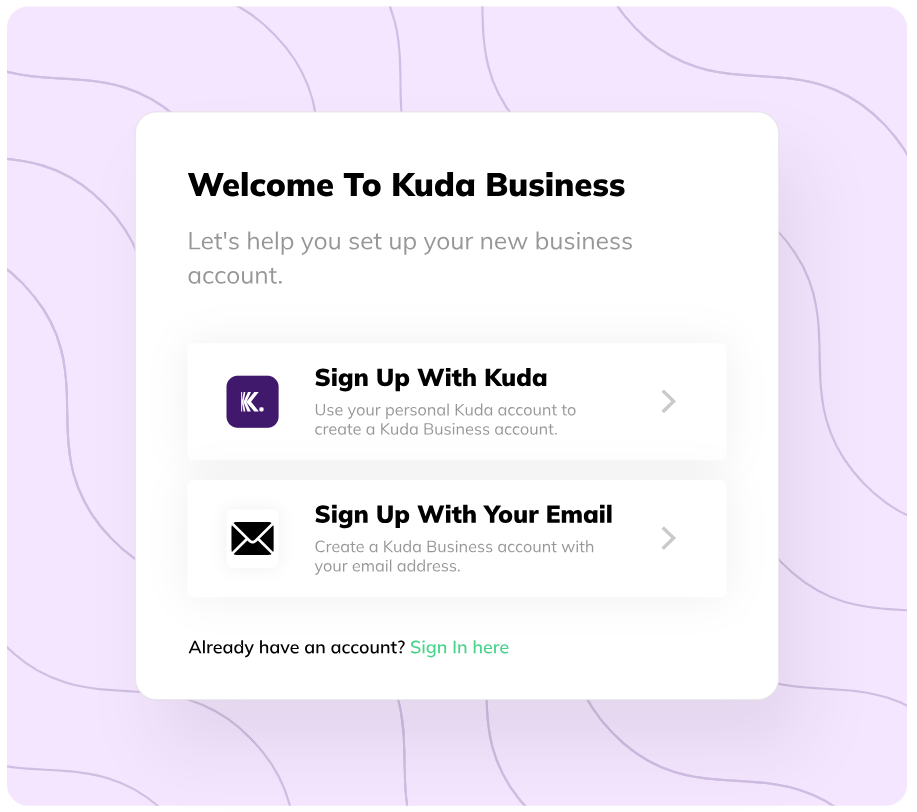 Welcome To Kuda Business
Let's help you set up your new business
account.
K.
Sign Up With Kuda
Use your personal Kuda account to
create a Kuda Business account.
Sign Up With Your Email
Create a Kuda Business account with
your email address.
Already have an account? Sign In here